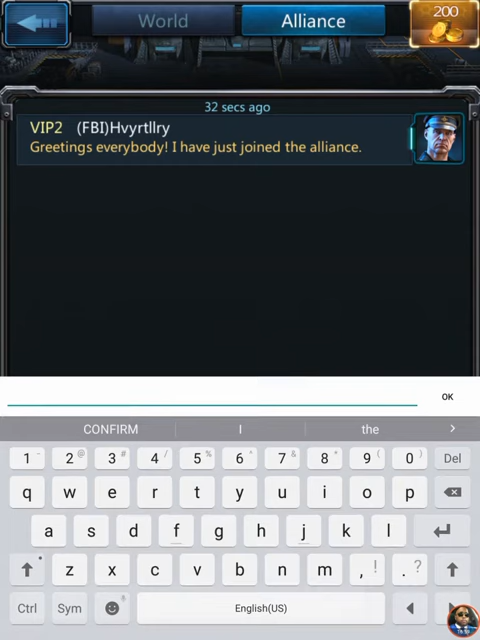 World
Alliance
200
32 secs ago
VIP2 (FBI)Hvyrtllry
Greetings everybody! I have just joined the alliance.
OK
CONFIRM I the >
1 - 2 @ 3 # 4 / 5 % 6 ^ 7 & 8 * 9 ( 0 ) Del
q w e r t y u i o p
a s d f g h j k l
z x c v b n m , ! . ?
Ctrl Sym English(US)